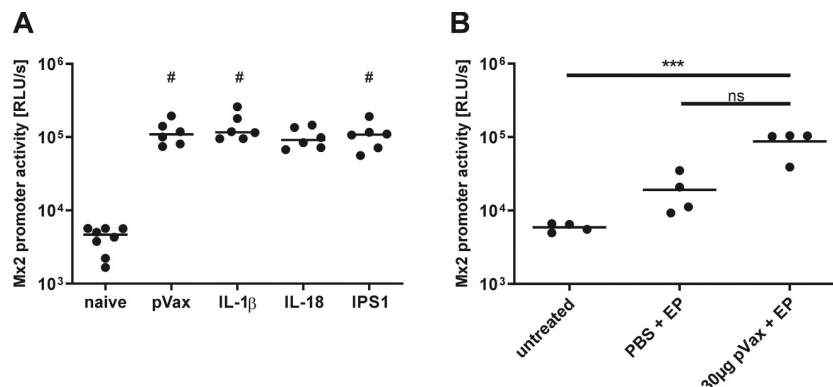 A
Mx2 promoter activity [RLU/s]
10⁶
10⁵
10⁴
10³
#
#
#
naive
pVax
IL-1β
IL-18
IPS1
B
Mx2 promoter activity [RLU/s]
10⁶
10⁵
10⁴
10³
***
ns
untreated
PBS + EP
30µg pVax + EP